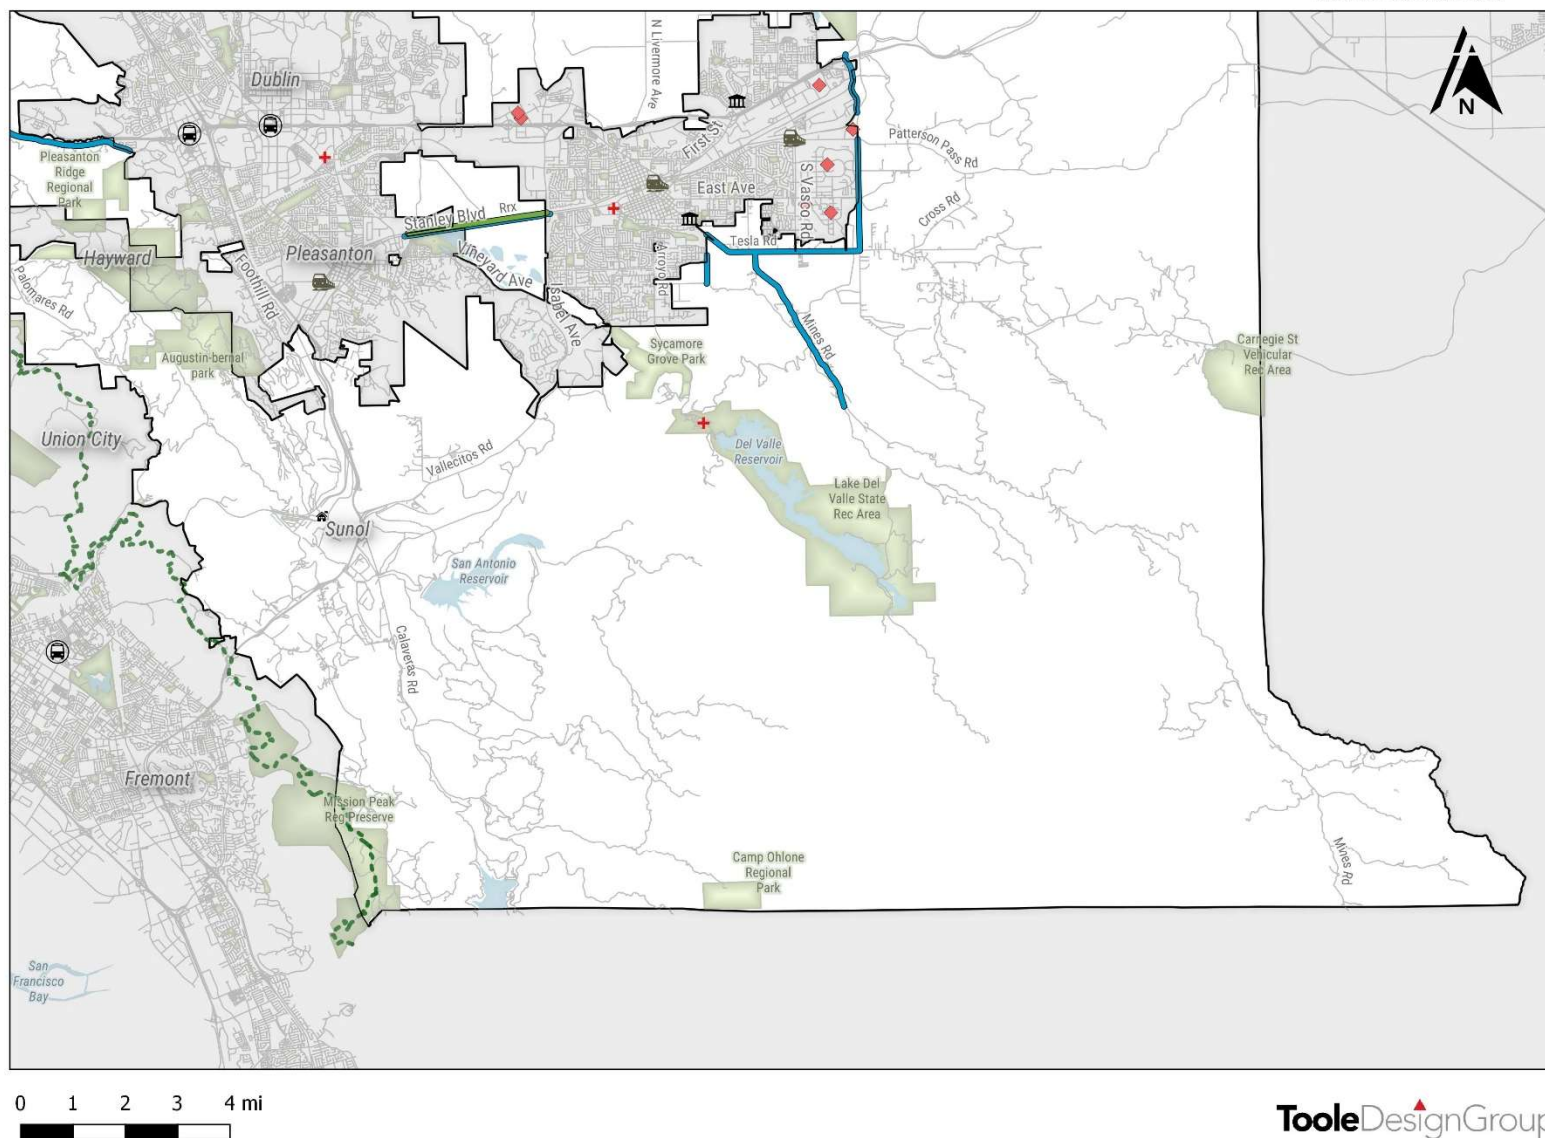 N Livermore Ave
Dublin
N
First St
Patterson Pass Rd
Pleasanton
Ridge
Regional
Park
East Ave
S Vasco Rd
Cross Rd
Stanley Blvd
Rrx
Tesla Rd
Hayward
Pleasanton
Vineyard Ave
Arroyo Rd
Foothill Rd
Palomares Rd
Isabel Ave
Mines Rd
Augustin-bernal
park
Sycamore
Grove Park
Carnegie St
Vehicular
Rec Area
Union City
Vallecitos Rd
Del Valle
Reservoir
Lake Del
Valle State
Rec Area
Sunol
San Antonio
Reservoir
Calaveras Rd
Fremont
Mission Peak
Reg Preserve
Camp Ohlone
Regional
Park
Mines Rd
San
Francisco
Bay
0 1 2 3 4 mi
TooleDesignGroup